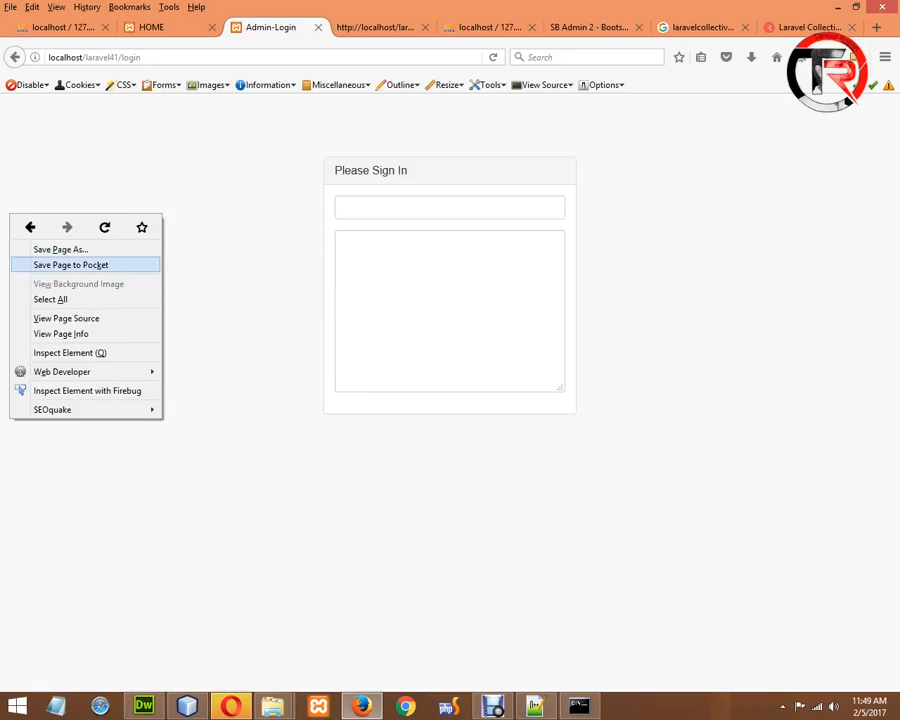 File Edit View History Bookmarks Tools Help
localhost / 127.... HOME Admin-Login http://localhost/lar... localhost / 127.... SB Admin 2 - Boots... laravelcollectiv... Laravel Collectic...
localhost/laravel41/login Search
Disable Cookies CSS Forms Images Information Miscellaneous Outline Resize Tools View Source Options
TR
Please Sign In
Save Page As...
Save Page to Pocket
View Background Image
Select All
View Page Source
View Page Info
Inspect Element (Q)
Web Developer
Inspect Element with Firebug
SEOquake
Dw php
11:49 AM
2/5/2017